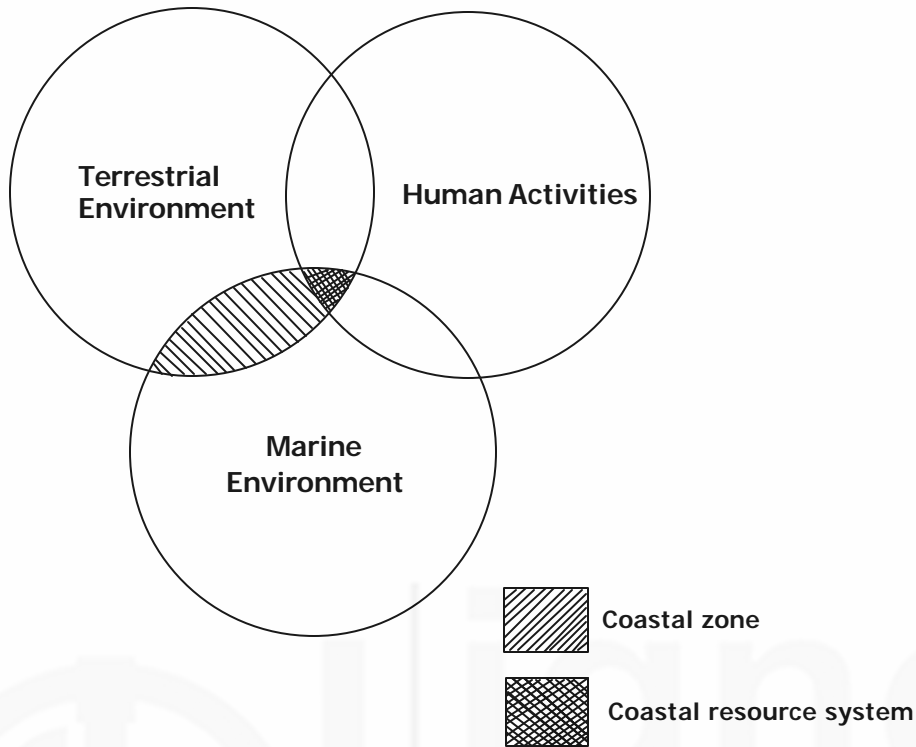 Terrestrial
Environment
Human Activities
Marine
Environment
Coastal zone
Coastal resource system